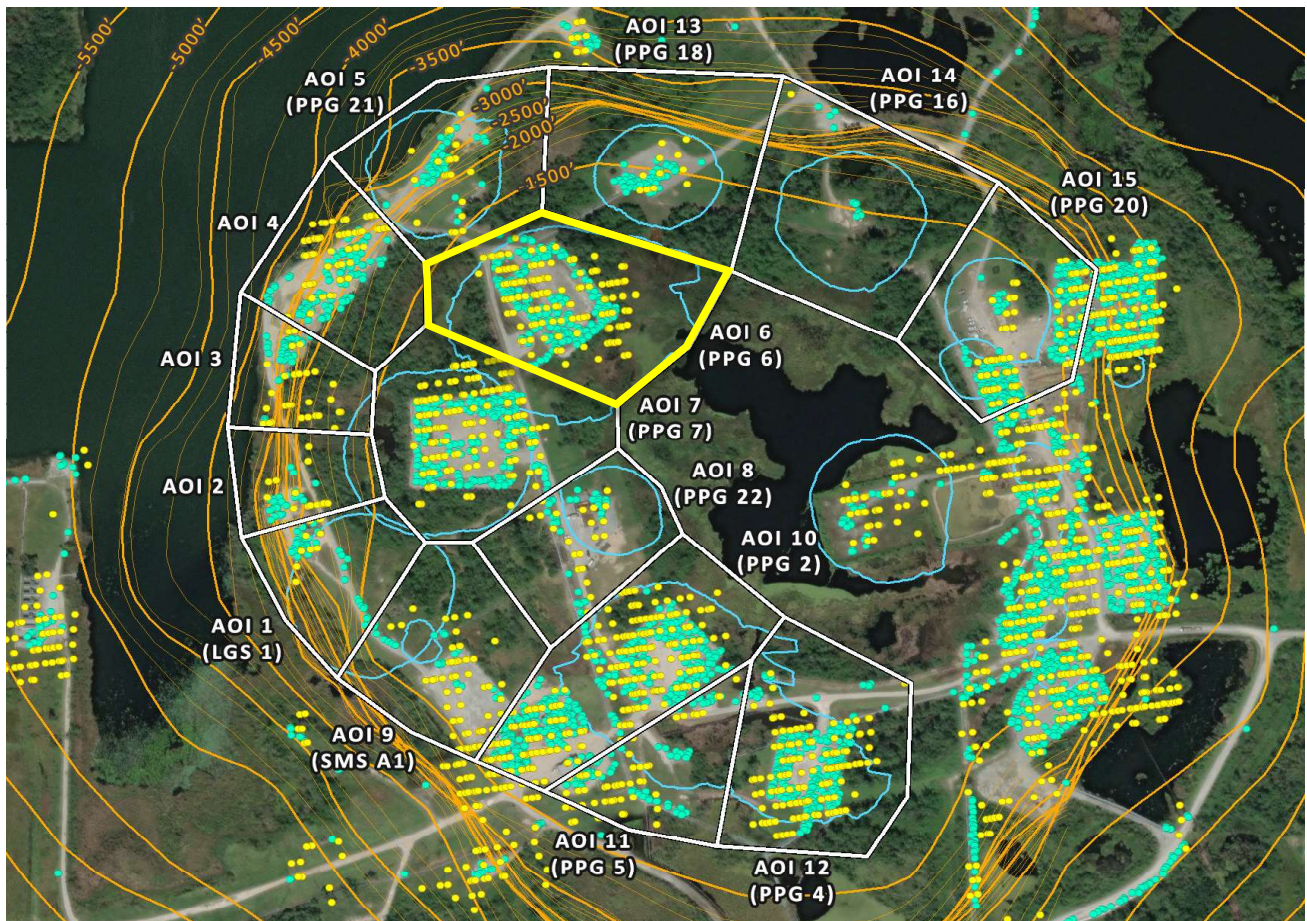 -5500'
-5000'
-4500'
-4000'
-3500'
-3000'
-2500'
-2000'
-1500'
AOI 13
(PPG 18)
AOI 5
(PPG 21)
AOI 14
(PPG 16)
AOI 15
(PPG 20)
AOI 4
AOI 3
AOI 6
(PPG 6)
AOI 7
(PPG 7)
AOI 8
(PPG 22)
AOI 2
AOI 10
(PPG 2)
AOI 1
(LGS 1)
AOI 9
(SMS A1)
AOI 11
(PPG 5)
AOI 12
(PPG 4)